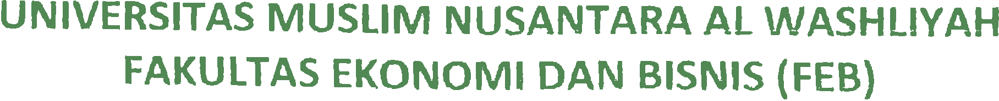 UNIVERSITAS MUSLIM NUSANTARA AL WASHLIYAH
FAKULTAS EKONOMI DAN BISNIS (FEB)